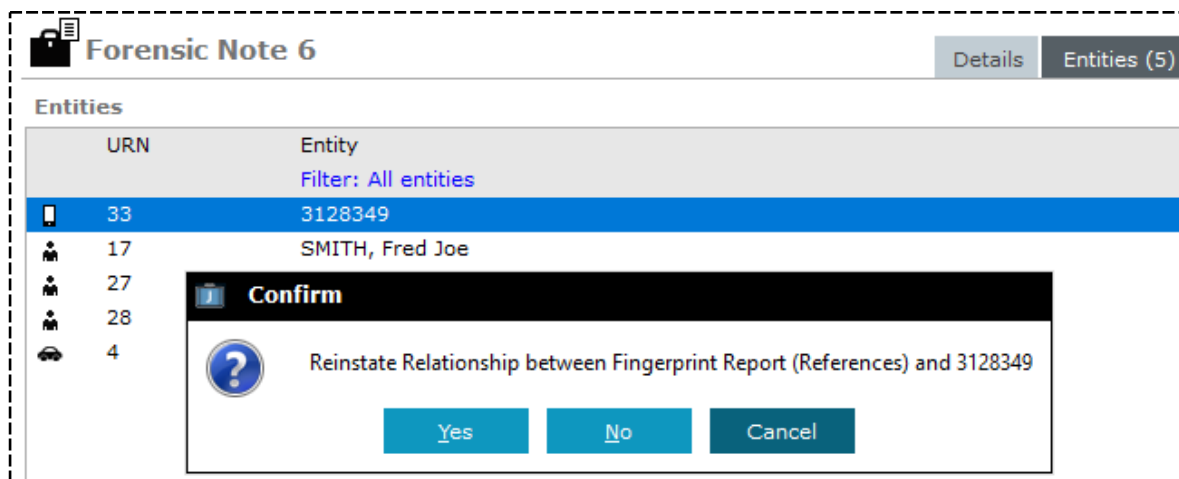 Forensic Note 6
Details
Entities (5)
Entities
URN Entity
Filter: All entities
33 3128349
17 SMITH, Fred Joe
27
28
4
J Confirm
? Reinstate Relationship between Fingerprint Report (References) and 3128349
Yes No Cancel